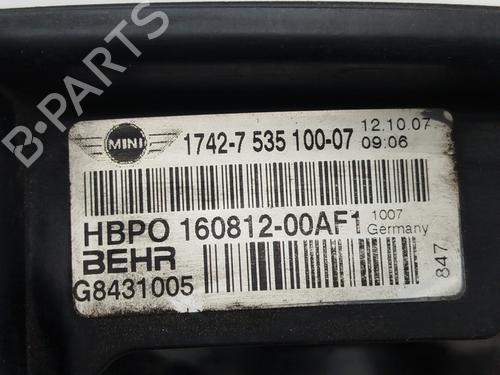 MINI
1742-7 535 100-07
12.10.07
09:06
HBPO 160812-00AF1
1007
Germany
BEHR
G8431005
847
B-PARTS